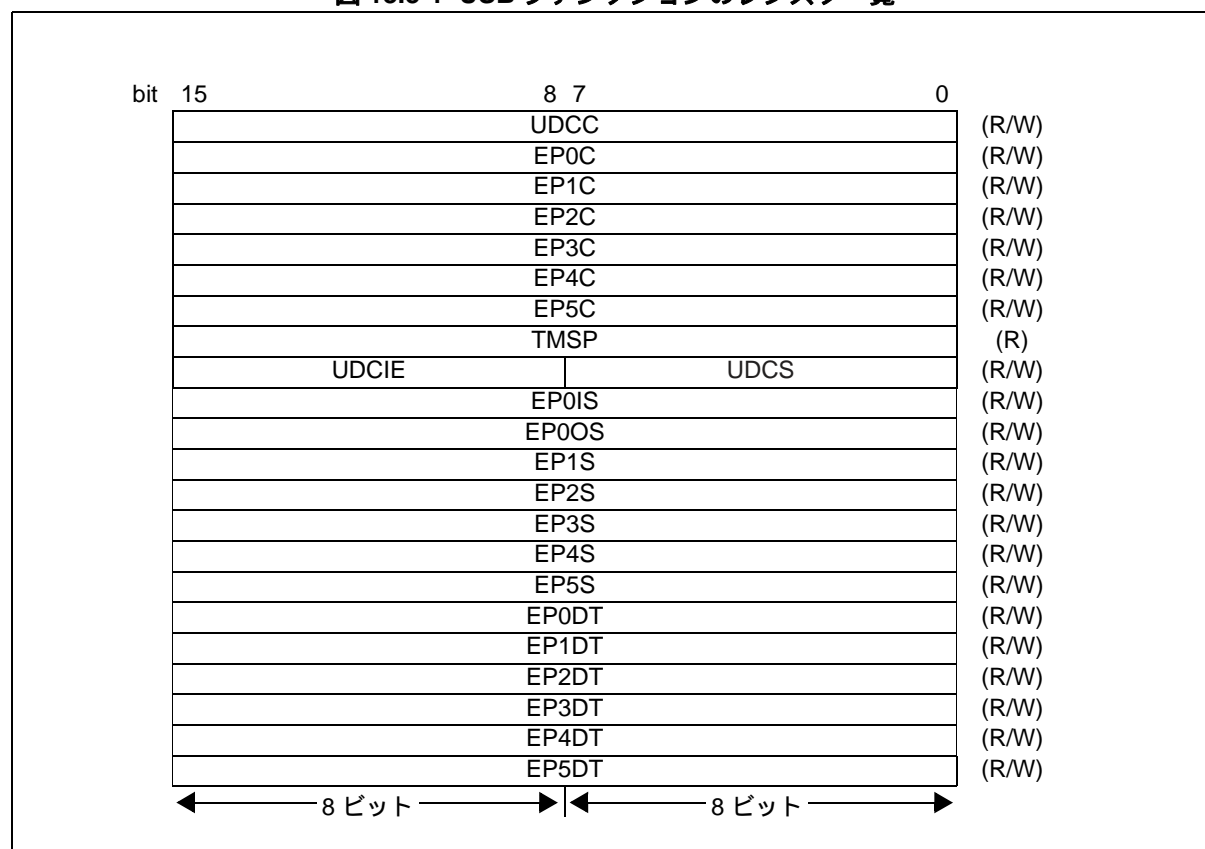 bit 15 8 7 0
UDCC (R/W)
EP0C (R/W)
EP1C (R/W)
EP2C (R/W)
EP3C (R/W)
EP4C (R/W)
EP5C (R/W)
TMSP (R)
UDCIE UDCS (R/W)
EP0IS (R/W)
EP0OS (R/W)
EP1S (R/W)
EP2S (R/W)
EP3S (R/W)
EP4S (R/W)
EP5S (R/W)
EP0DT (R/W)
EP1DT (R/W)
EP2DT (R/W)
EP3DT (R/W)
EP4DT (R/W)
EP5DT (R/W)
8 ビット 8 ビット